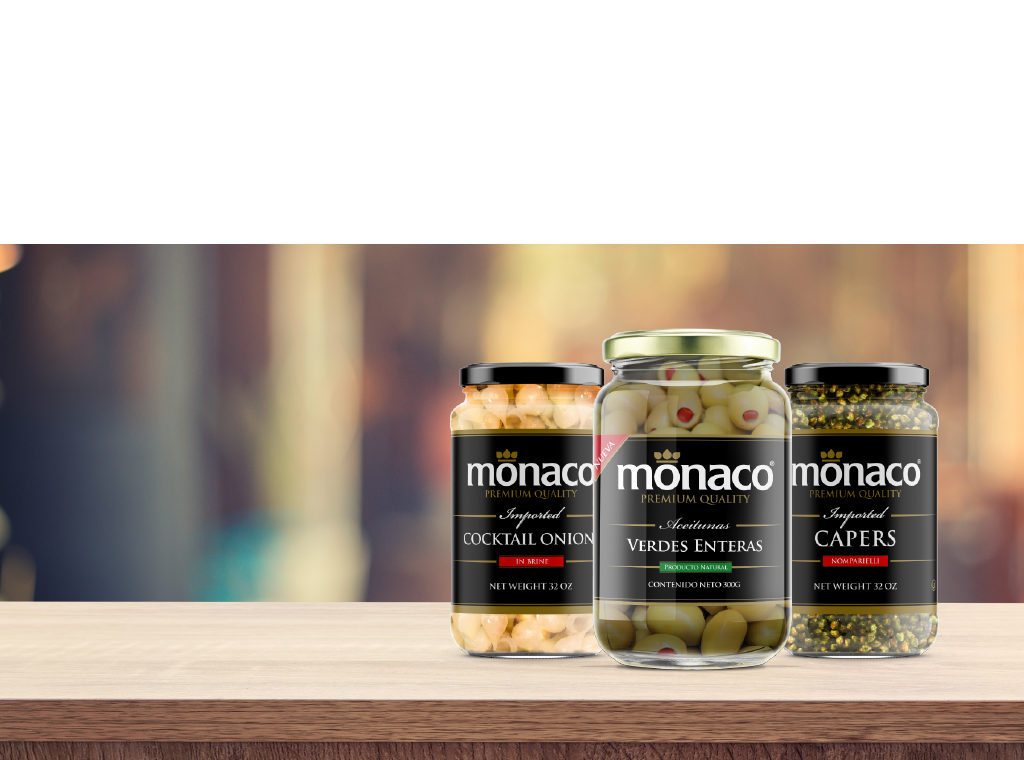 monaco
PREMIUM QUALITY
Imported
COCKTAIL ONION
IN BRINE
NET WEIGHT 32 OZ
NUEVA
monaco®
PREMIUM QUALITY
Aceitunas
VERDES ENTERAS
PRODUCTO NATURAL
CONTENIDO NETO 300G
monaco®
PREMIUM QUALITY
Imported
CAPERS
NOMPARIELLI
NET WEIGHT 32 OZ